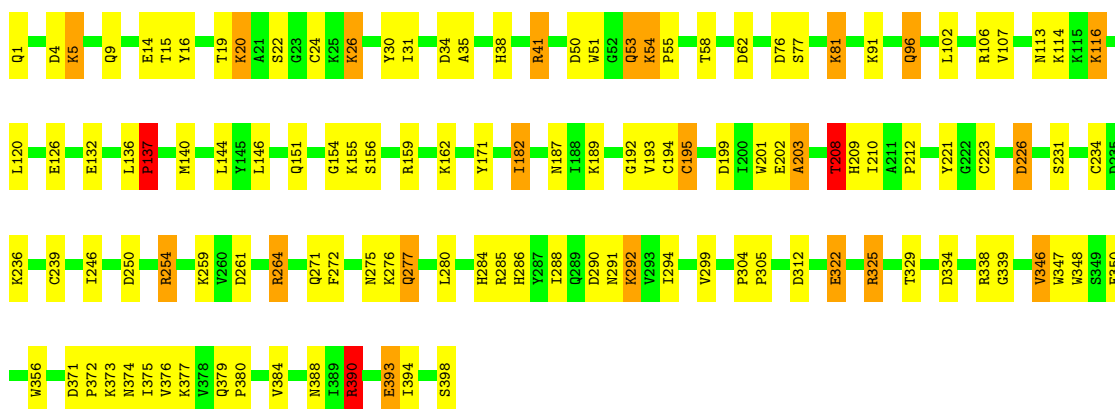 Q1 D4 K5 Q9 E14 T15 Y16 T19 K20 A21 S22 G23 C24 K25 K26 Y30 I31 D34 A35 H38 R41 D50 W51 G52 Q53 K54 P55 T58 D62 D76 S77 K81 K91 Q96 L102 R106 V107 N113 K114 K115 K116
L120 E126 E132 L136 P137 M140 L144 Y145 L146 Q151 G154 K155 S156 R159 K162 Y171 I182 N187 I188 K189 G192 V193 C194 C195 D199 I200 W201 E202 A203 T208 H209 I210 A211 P212 Y221 G222 C223 D226 S231 C234 D235
K236 C239 I246 D250 R254 K259 V260 D261 R264 Q271 F272 N275 K276 Q277 L280 H284 R285 H286 Y287 I288 Q289 D290 N291 K292 V293 I294 V299 P304 P305 D312 E322 R325 T329 D334 R338 G339 V346 W347 W348 S349
W356 D371 P372 K373 N374 I375 V376 K377 V378 Q379 P380 V384 N388 I389 R390 E393 I394 S398